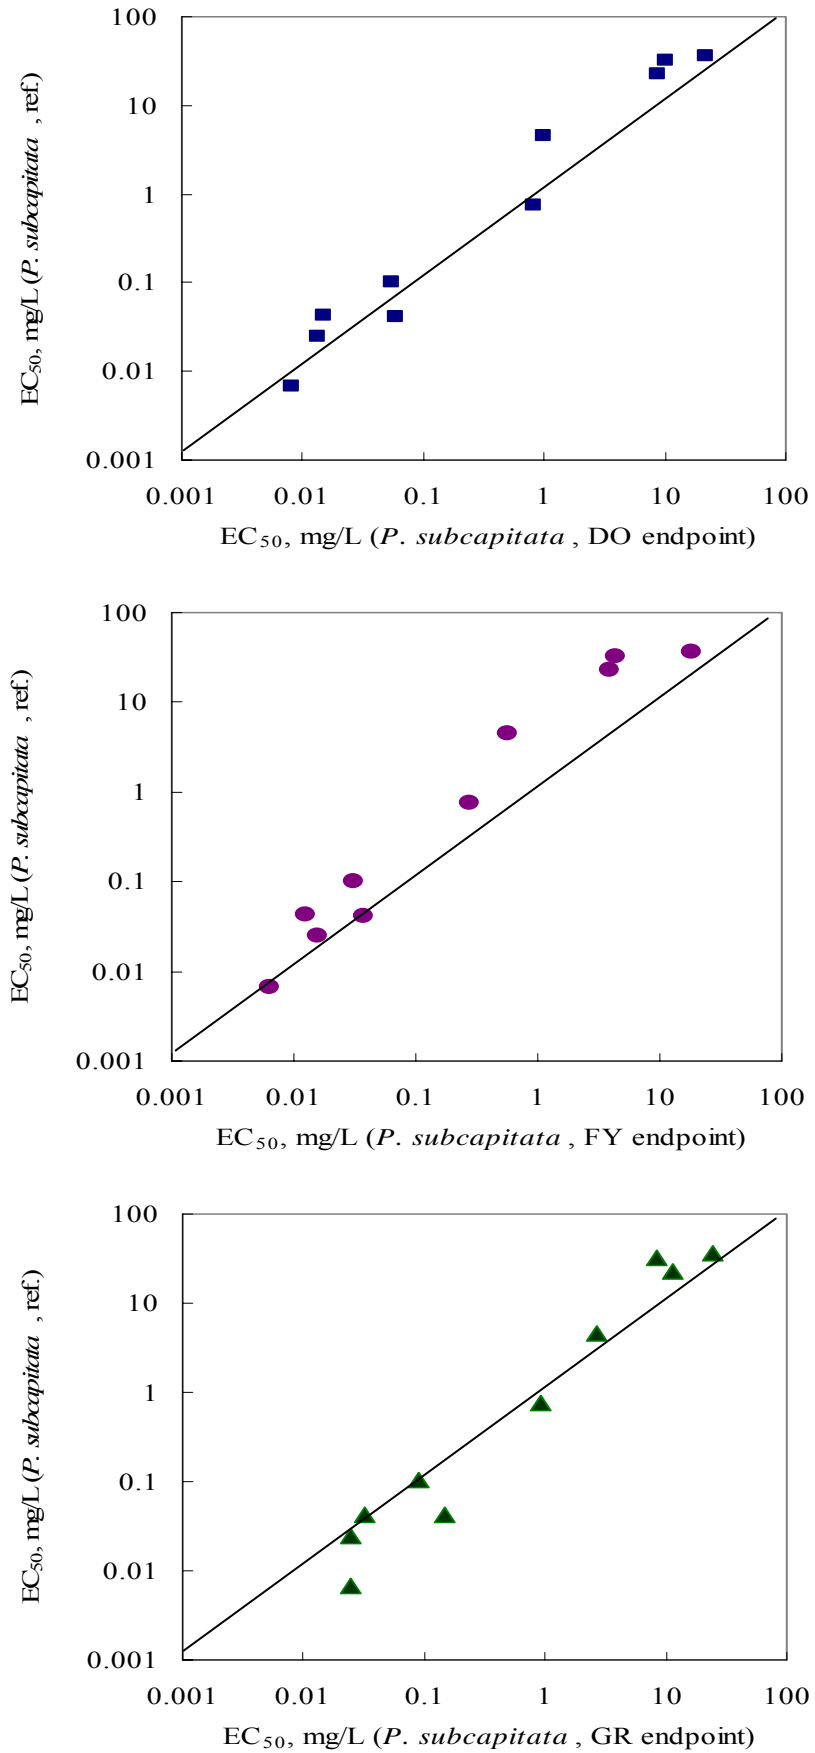 100
10
1
0.1
0.01
0.001
EC₅₀, mg/L (P. subcapitata , ref.)
0.001 0.01 0.1 1 10 100
EC₅₀, mg/L (P. subcapitata , DO endpoint)
100
10
1
0.1
0.01
0.001
EC₅₀, mg/L (P. subcapitata , ref.)
0.001 0.01 0.1 1 10 100
EC₅₀, mg/L (P. subcapitata , FY endpoint)
100
10
1
0.1
0.01
0.001
EC₅₀, mg/L (P. subcapitata , ref.)
0.001 0.01 0.1 1 10 100
EC₅₀, mg/L (P. subcapitata , GR endpoint)